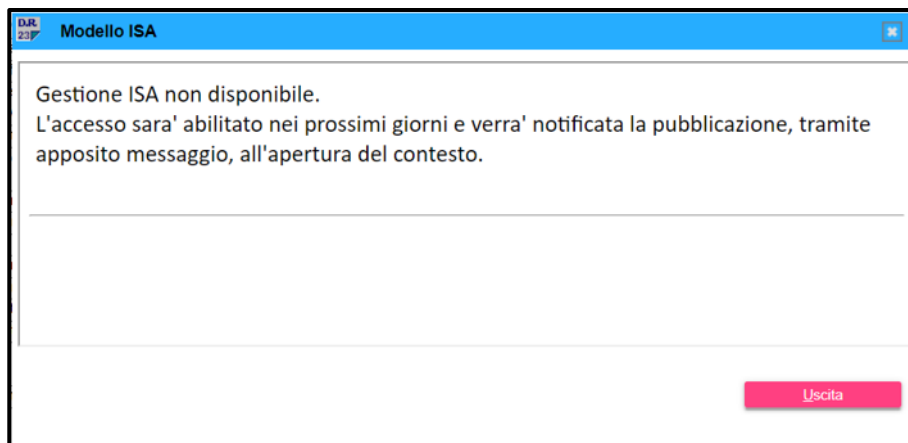 D.R.
23
Modello ISA
Gestione ISA non disponibile.
L'accesso sara' abilitato nei prossimi giorni e verra' notificata la pubblicazione, tramite
apposito messaggio, all'apertura del contesto.
Uscita